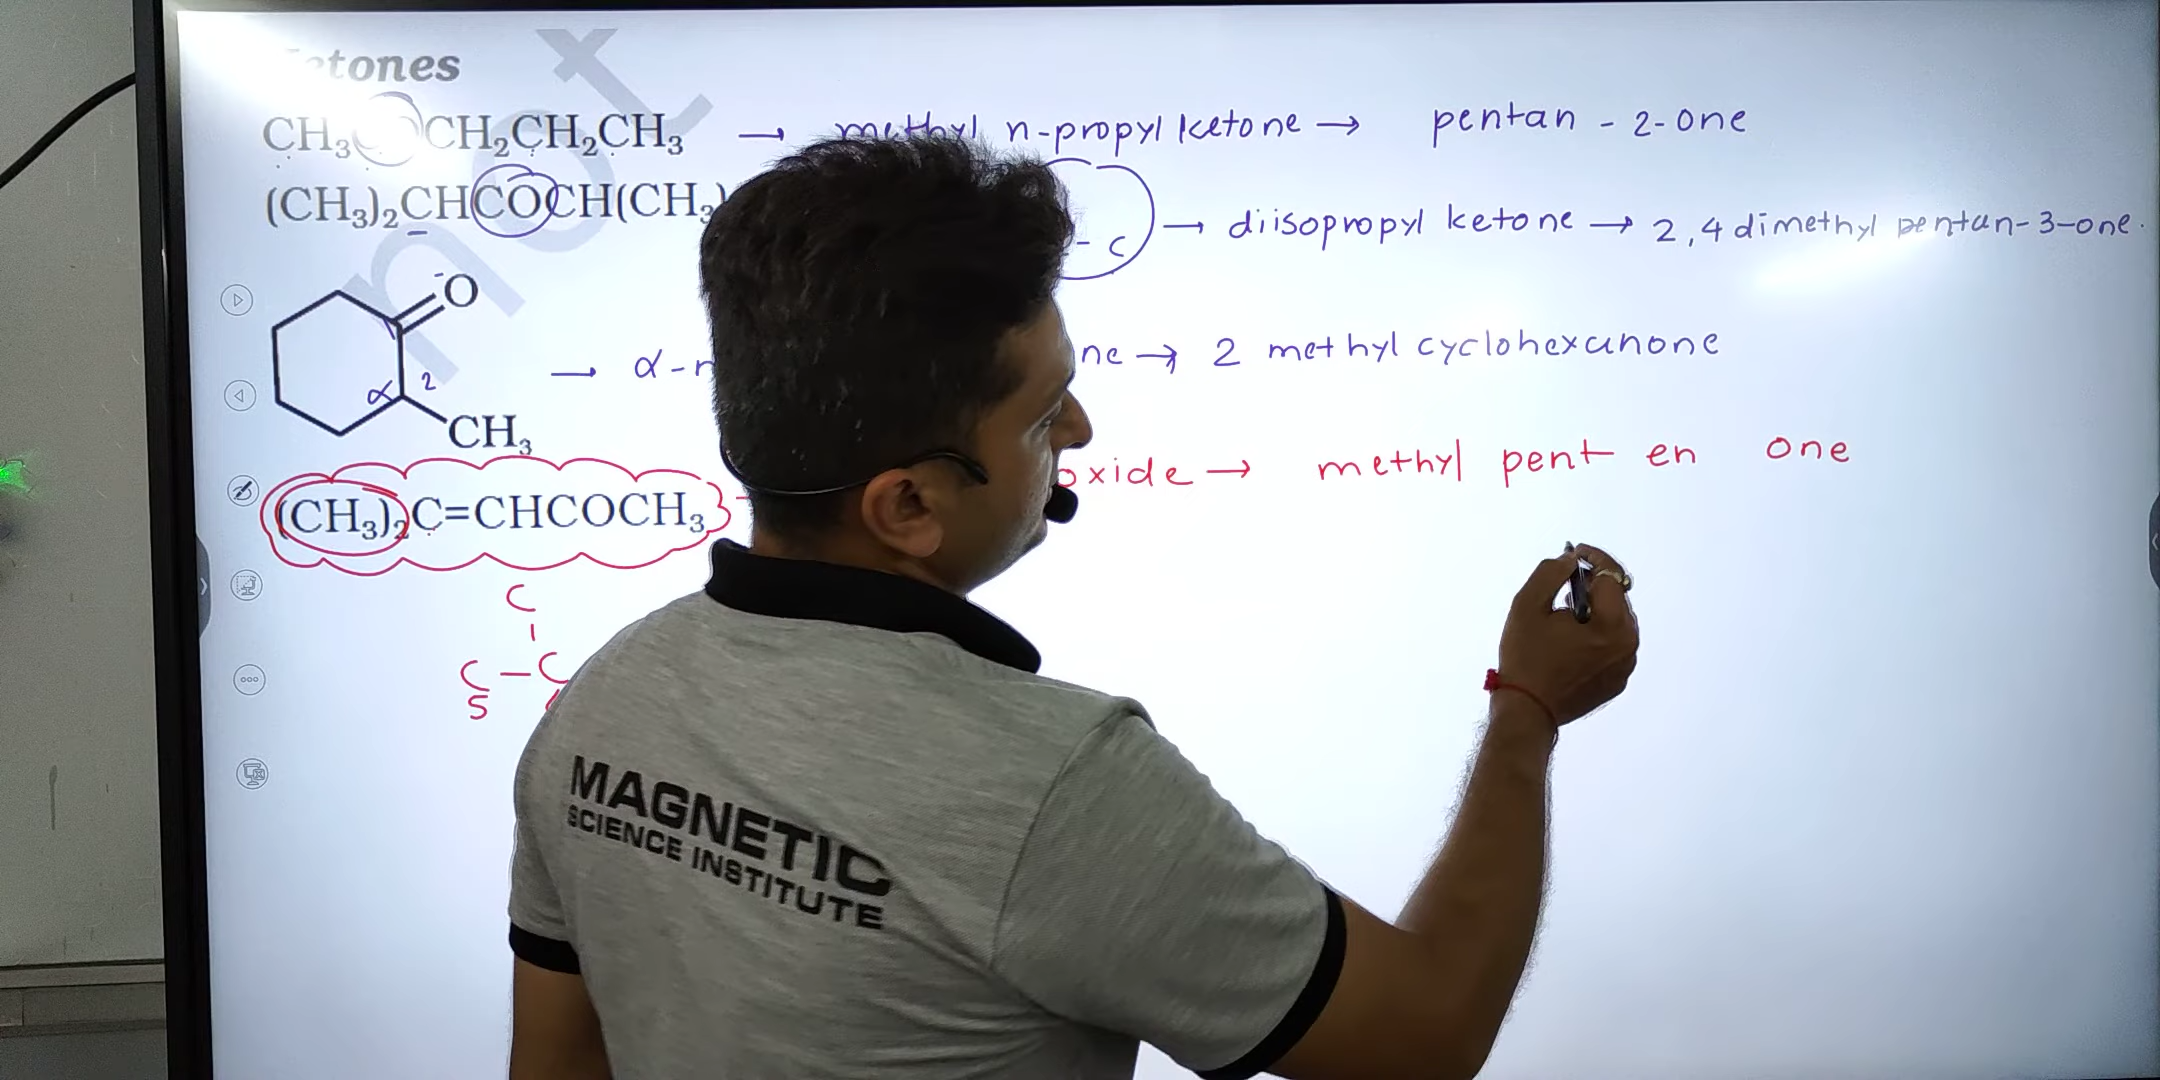 etones
CH₃ CH₂CH₂CH₃ → methyl n-propyl ketone → pentan - 2-one
(CH₃)₂CHCOCH(CH₃) - c → diisopropyl ketone → 2,4 dimethyl pentan-3-one.
O
α 2
CH₃
→ α- ne → 2 methyl cyclohexanone
(CH₃)₂C=CHCOCH₃ oxide → methyl pent en one
C
C - C
5
not
MAGNETIC
SCIENCE INSTITUTE